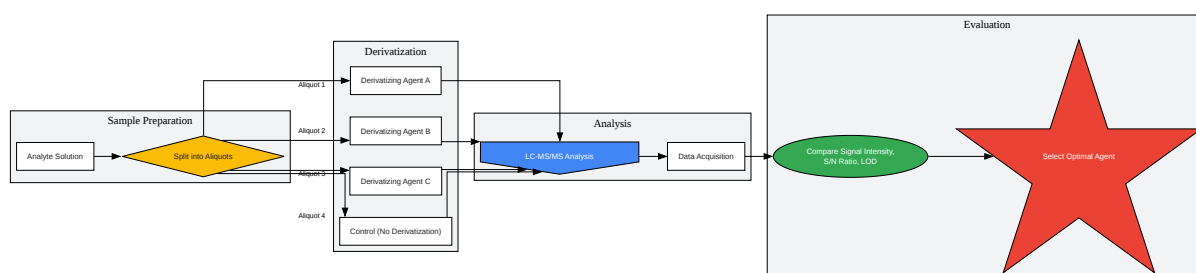 Sample Preparation
Analyte Solution
Split into Aliquots
Aliquot 1
Aliquot 2
Aliquot 3
Aliquot 4
Derivatization
Derivatizing Agent A
Derivatizing Agent B
Derivatizing Agent C
Control (No Derivatization)
Analysis
LC-MS/MS Analysis
Data Acquisition
Evaluation
Compare Signal Intensity,
S/N Ratio, LOD
Select Optimal Agent